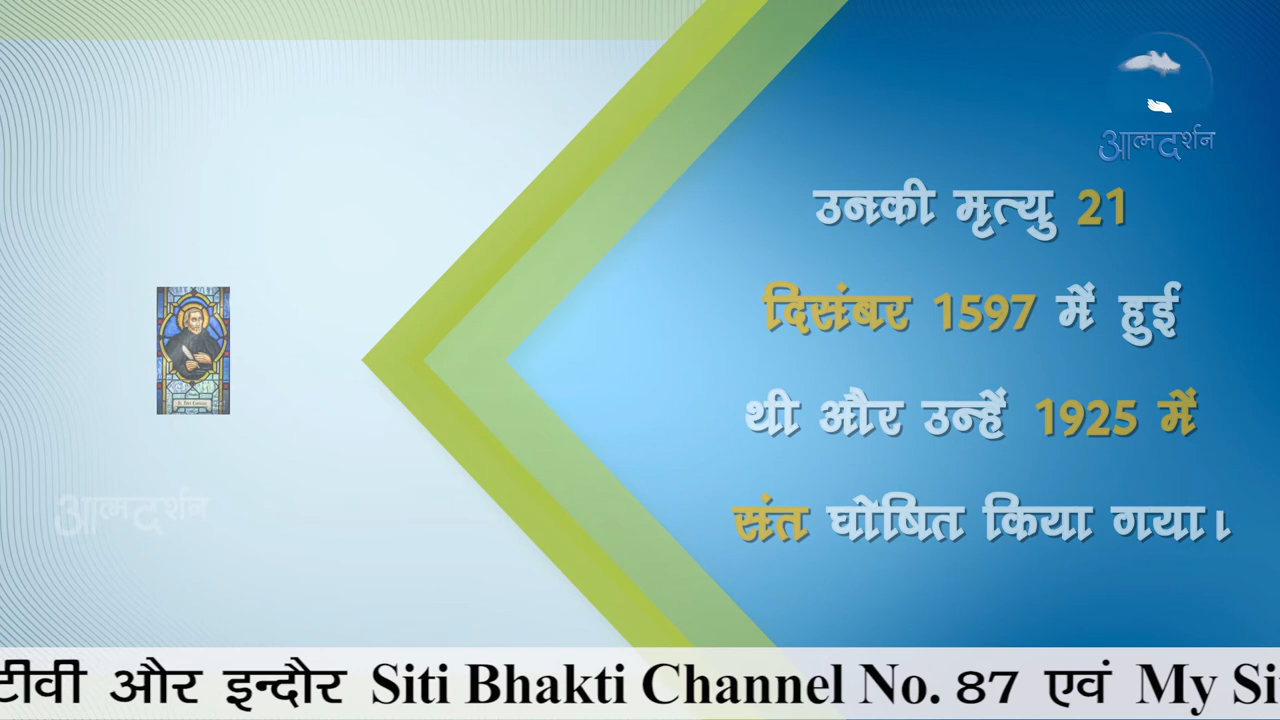 आत्मदर्शन
उनकी मृत्यु 21
दिसंबर 1597 में हुई
थी और उन्हें 1925 में
संत घोषित किया गया।
आत्मदर्शन
टीवी और इन्दौर Siti Bhakti Channel No. 87 एवं My